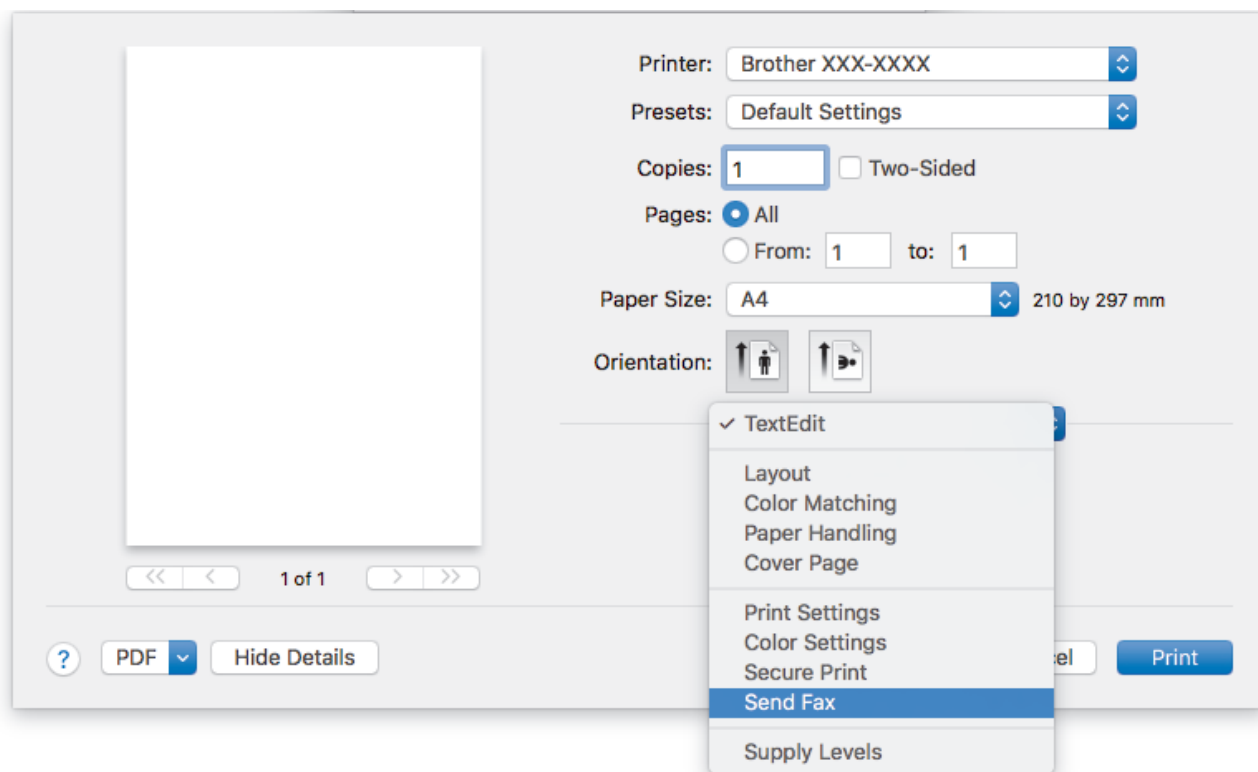 Printer: Brother XXX-XXXX
Presets: Default Settings
Copies: 1 Two-Sided
Pages: All
From: 1 to: 1
Paper Size: A4 210 by 297 mm
Orientation:
TextEdit
Layout
Color Matching
Paper Handling
Cover Page
1 of 1
Print Settings
Color Settings
Secure Print
Send Fax
Supply Levels
? PDF Hide Details el Print